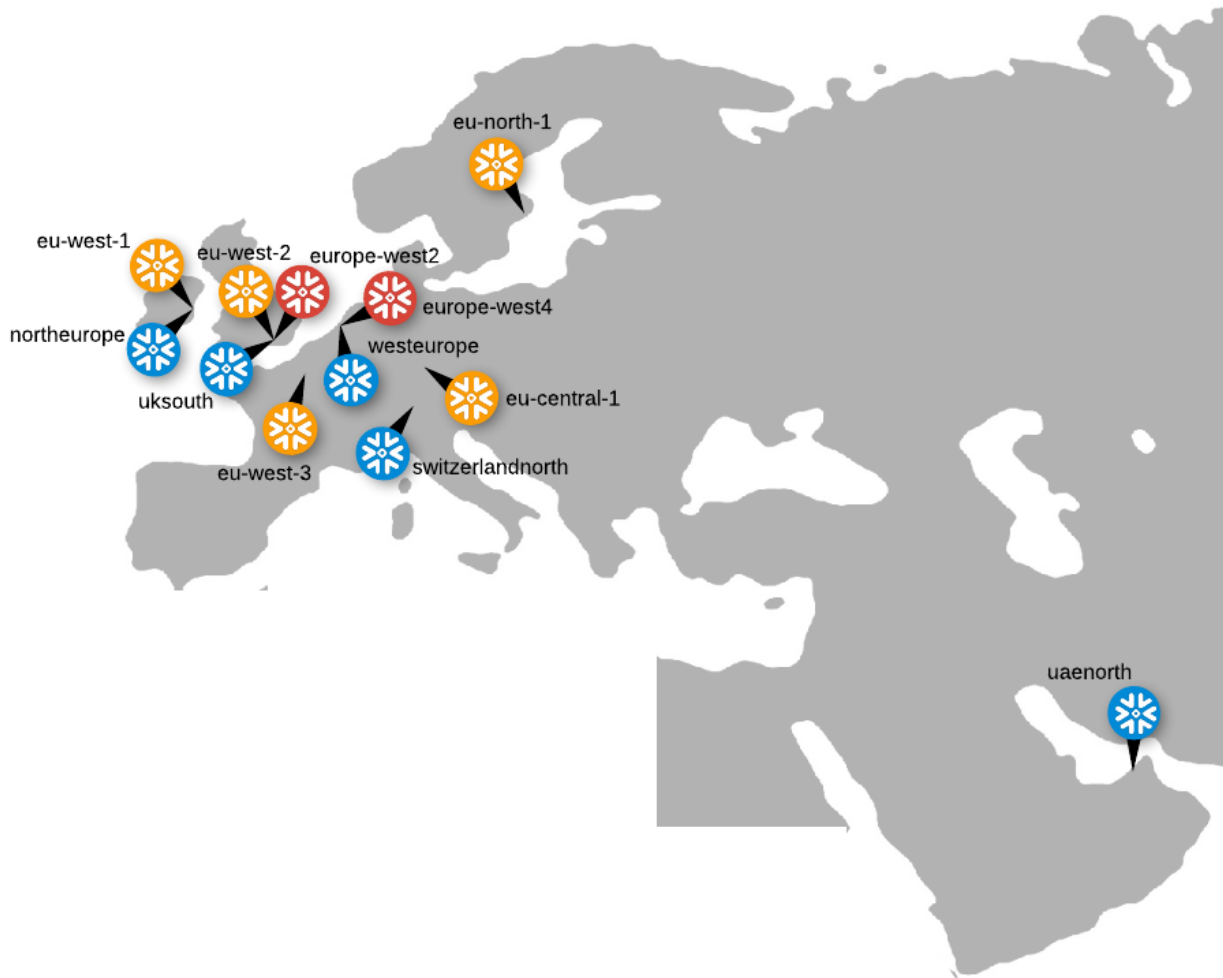 eu-north-1
eu-west-1
eu-west-2
europe-west2
europe-west4
northeurope
westeurope
uksouth
eu-central-1
eu-west-3
switzerlandnorth
uaenorth